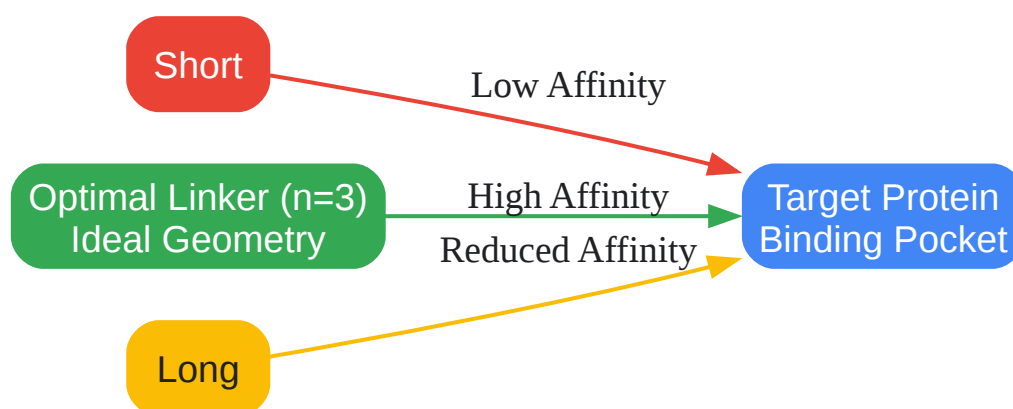 Short
Low Affinity
Optimal Linker (n=3)
Ideal Geometry
High Affinity
Target Protein
Binding Pocket
Reduced Affinity
Long